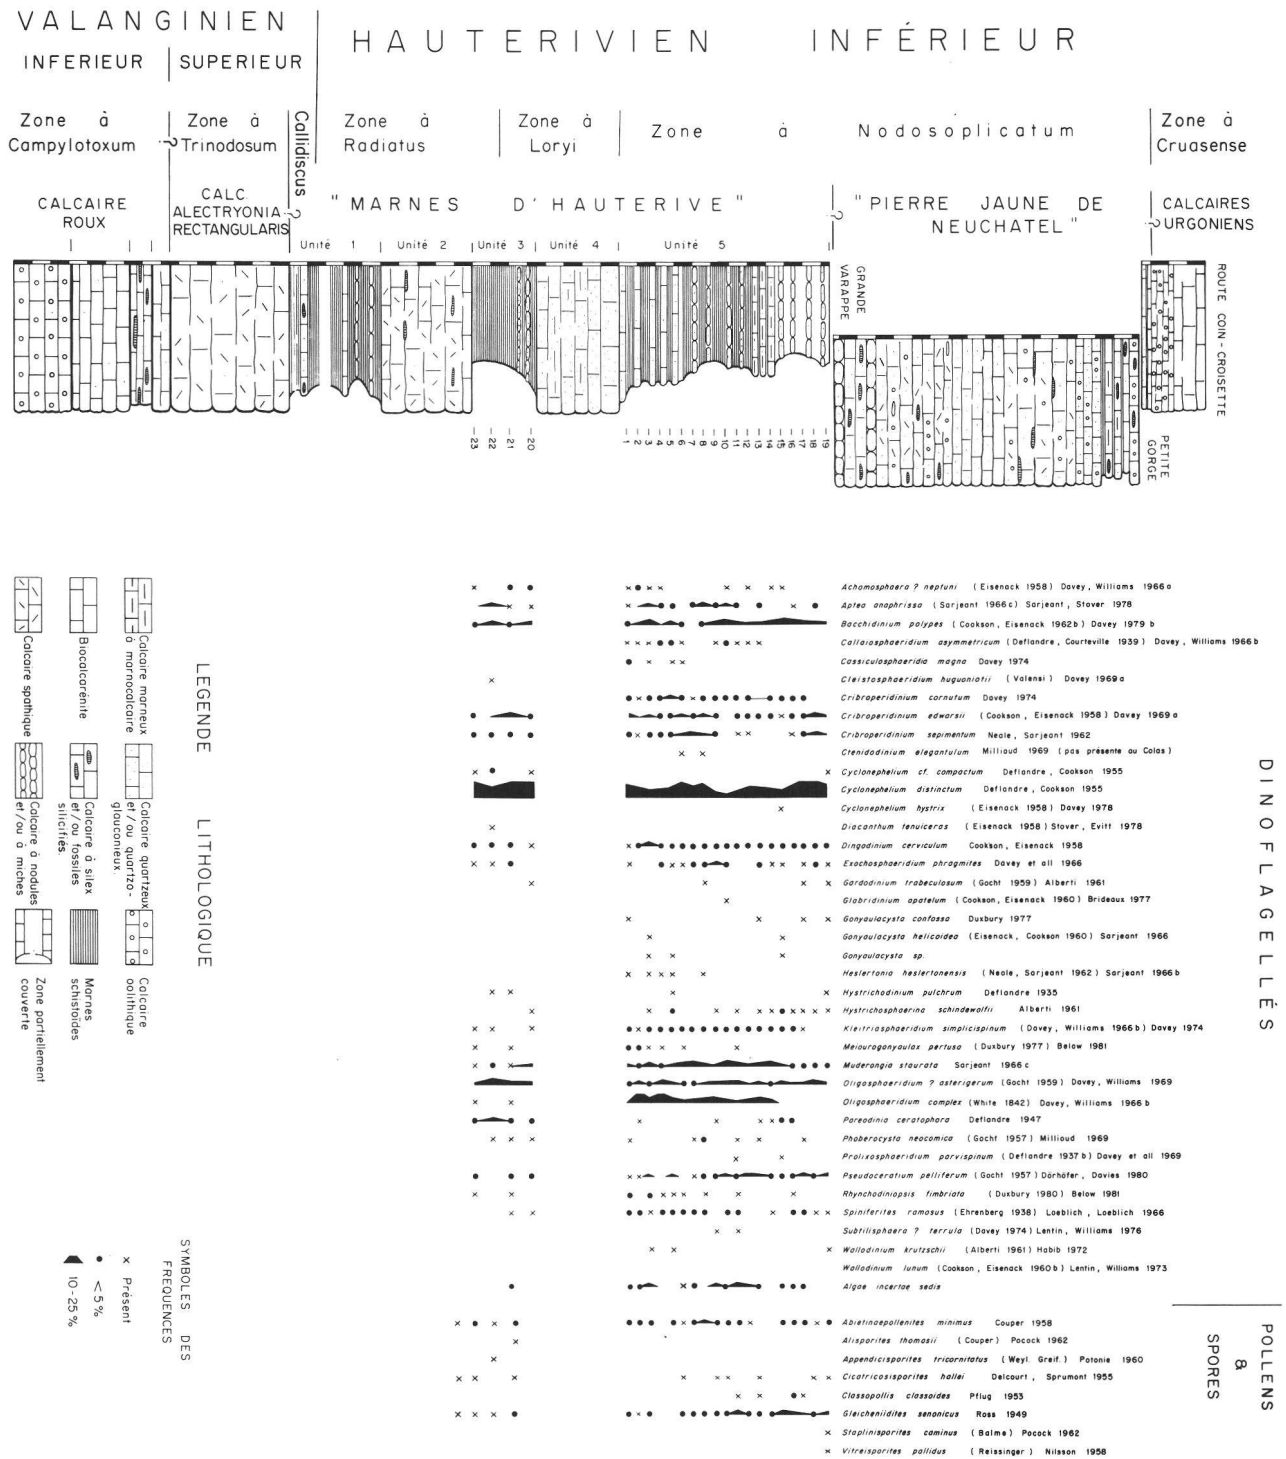 VALANGINIEN
HAUTERIVIEN INFÉRIEUR
INFERIEUR
SUPERIEUR
Zone à
Campylotoxum
?
Zone à
Trinodosum
Callidiscus
?
Zone à
Radiatus
Zone à
Loryi
Zone à Nodosoplicatum
Zone à
Cruasense
CALCAIRE
ROUX
CALC.
ALECTRYONIA
RECTANGULARIS
"MARNES D'HAUTERIVE"
?
"PIERRE JAUNE DE
NEUCHATEL"
?
CALCAIRES
URGONIENS
Unité 1
Unité 2
Unité 3
Unité 4
Unité 5
GRANDE
VARAPPE
ROUTE COIN-CROISETTE
PETITE
GORGE
23 22 21 20
1 2 3 4 5 6 7 8 9 10 11 12 13 14 15 16 17 18 19
Achomosphaera ? neptuni (Eisenack 1958) Davey, Williams 1966a
Aptea anaphrissa (Sarjeant 1966c) Sarjeant, Stover 1978
Bacchidinium polypes (Cookson, Eisenack 1962b) Davey 1979 b
Callaiosphaeridium asymmetricum (Deflandre, Courteville 1939) Davey, Williams 1966 b
Cassiculosphaeridia magna Davey 1974
Cleistosphaeridium huguoniotii (Valensi) Davey 1969a
Cribroperidinium cornutum Davey 1974
Cribroperidinium edwarsii (Cookson, Eisenack 1958) Davey 1969 a
Cribroperidinium sepimentum Neale, Sarjeant 1962
Ctenidodinium elegantulum Millioud 1969 (pas présente au Colas)
Cyclonephelium cf. compactum Deflandre, Cookson 1955
Cyclonephelium distinctum Deflandre, Cookson 1955
Cyclonephelium hystrix (Eisenack 1958) Davey 1978
Diacanthum tenuiceras (Eisenack 1958) Stover, Evitt 1978
Dingodinium cerviculum Cookson, Eisenack 1958
Exochosphaeridium phragmites Davey et all 1966
Gardodinium trabeculosum (Gocht 1959) Alberti 1961
Glabridinium apatelum (Cookson, Eisenack 1960) Brideaux 1977
Gonyaulacysta confossa Duxbury 1977
Gonyaulacysta helicoidea (Eisenack, Cookson 1960) Sarjeant 1966
Gonyaulacysta sp.
Heslertonia heslertonensis (Neale, Sarjeant 1962) Sarjeant 1966 b
Hystrichodinium pulchrum Deflandre 1935
Hystrichosphaerina schindewolfii Alberti 1961
Kleitriasphaeridium simplicispinum (Davey, Williams 1966 b) Davey 1974
Meiourogonyaulax pertusa (Duxbury 1977) Below 1981
Muderongia staurota Sarjeant 1966 c
Oligosphaeridium ? asterigerum (Gocht 1959) Davey, Williams 1969
Oligosphaeridium complex (White 1842) Davey, Williams 1966 b
Pareodinia ceratophora Deflandre 1947
Phoberocysta neocomica (Gocht 1957) Millioud 1969
Prolixosphaeridium parvispinum (Deflandre 1937 b) Davey et all 1969
Pseudoceratium pelliferum (Gocht 1957) Dörhöfer, Davies 1980
Rhynchodiniopsis fimbriata (Duxbury 1980) Below 1981
Spiniferites ramosus (Ehrenberg 1938) Loeblich, Loeblich 1966
Subtilisphaera ? terrula (Davey 1974) Lentin, Williams 1976
Wallodinium krutzschii (Alberti 1961) Habib 1972
Wallodinium lunum (Cookson, Eisenack 1960 b) Lentin, Williams 1973
Algae incertae sedis
Abietinaepollenites minimus Couper 1958
Alisporites thomasii (Couper) Pocock 1962
Appendicisporites tricornitatus (Weyl. Greif.) Potonie 1960
Cicatricosisporites hallei Delcourt, Sprumont 1955
Classopollis classoides Pflug 1953
Gleicheniidites senonicus Ross 1949
Staplinisporites caminus (Balme) Pocock 1962
Vitreisporites pallidus (Reissinger) Nilsson 1958
DINOFLAGELLÉS
POLLENS
&
SPORES
LEGENDE LITHOLOGIQUE
Calcaire marneux
à marnocalcaire
Calcaire quartzeux
et/ou quartzo-
glauconieux.
Calcaire
oolithique
Biocalcarénite
Calcaire à silex
et/ou fossiles
silicifiés.
Marnes
schistoïdes
Calcaire spathique
Calcaire à nodules
et/ou à miches
Zone partiellement
couverte
SYMBOLES DES
FREQUENCES
x Présent
<5%
10-25%